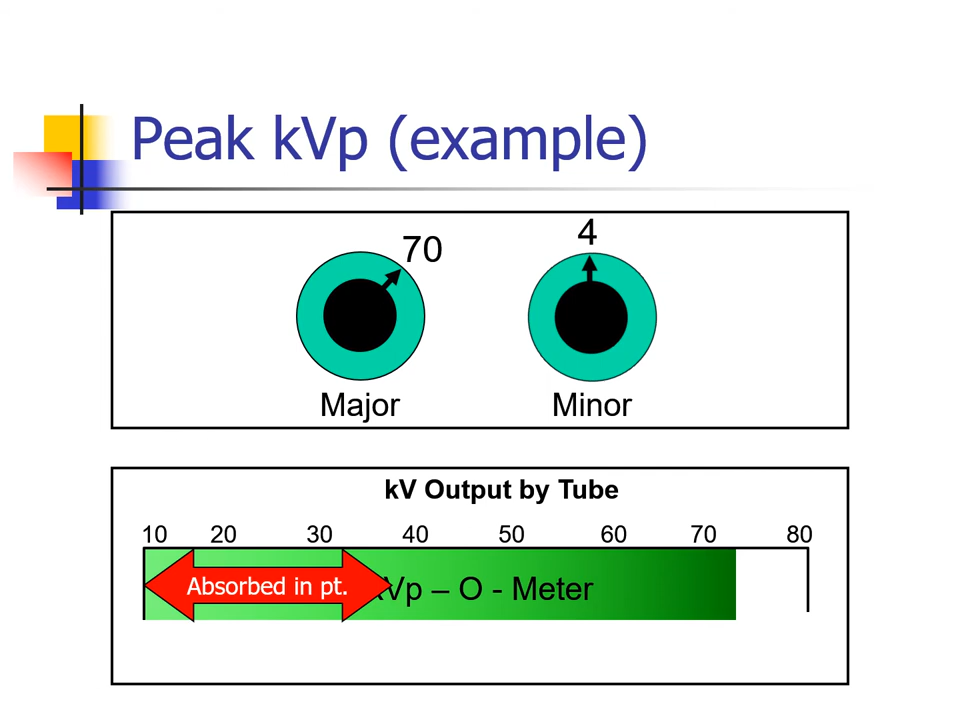 Peak kVp (example)
70
4
Major
Minor
kV Output by Tube
10 20 30 40 50 60 70 80
Absorbed in pt.
kVp – O - Meter